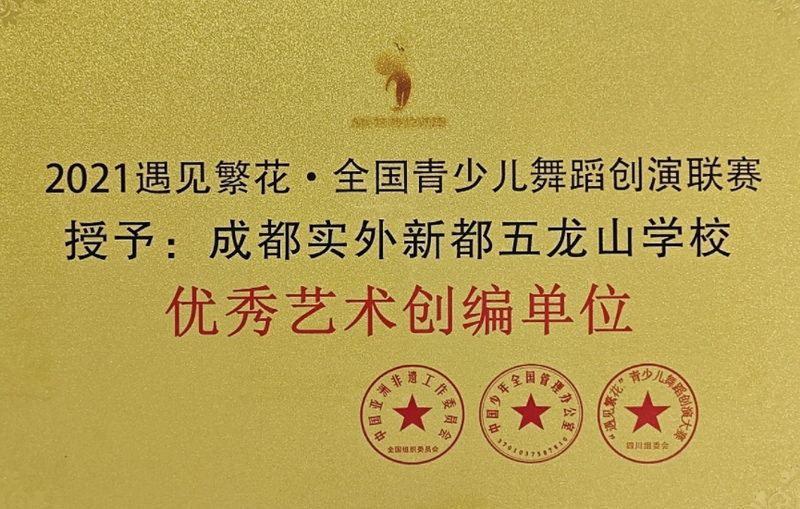 2021遇见繁花·全国青少儿舞蹈创演联赛
授予：成都实外新都五龙山学校
优秀艺术创编单位
中国亚洲非遗工作委员会
全国组织委员会
中国少年全国管理办公室
3701037587810
“遇见繁花”青少儿舞蹈创演大赛
四川组委会